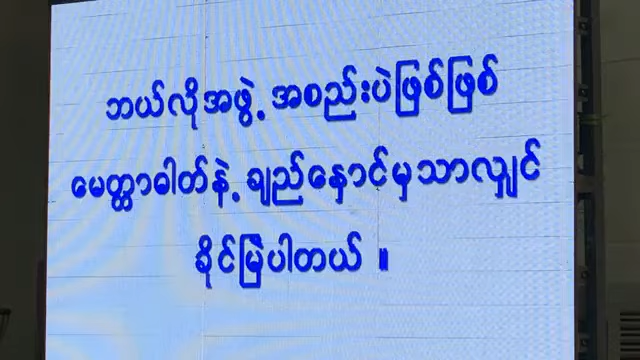 ဘယ်လိုအဖွဲ့ အစည်းပဲဖြစ်ဖြစ်
မေတ္တာဓါတ်နဲ့ ချည်နှောင်မှသာလျှင်
ခိုင်မြဲပါတယ် ။